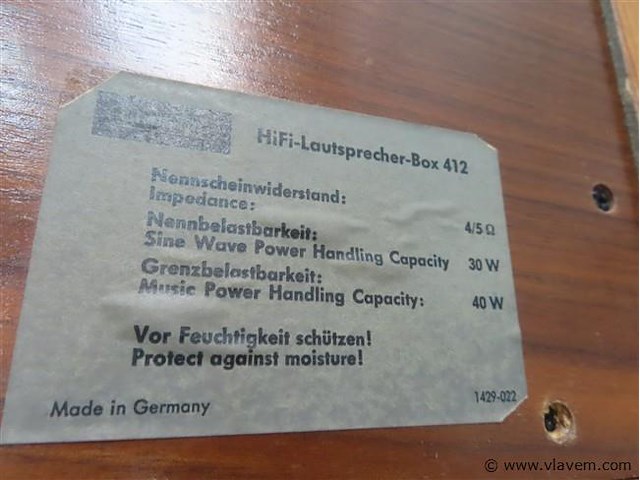 HiFi-Lautsprecher-Box 412
Nennscheinwiderstand:
Impedance: 4/5 Ω
Nennbelastbarkeit:
Sine Wave Power Handling Capacity 30 W
Grenzbelastbarkeit:
Music Power Handling Capacity: 40 W
Vor Feuchtigkeit schützen!
Protect against moisture!
Made in Germany
1429-022
© www.vlavem.com